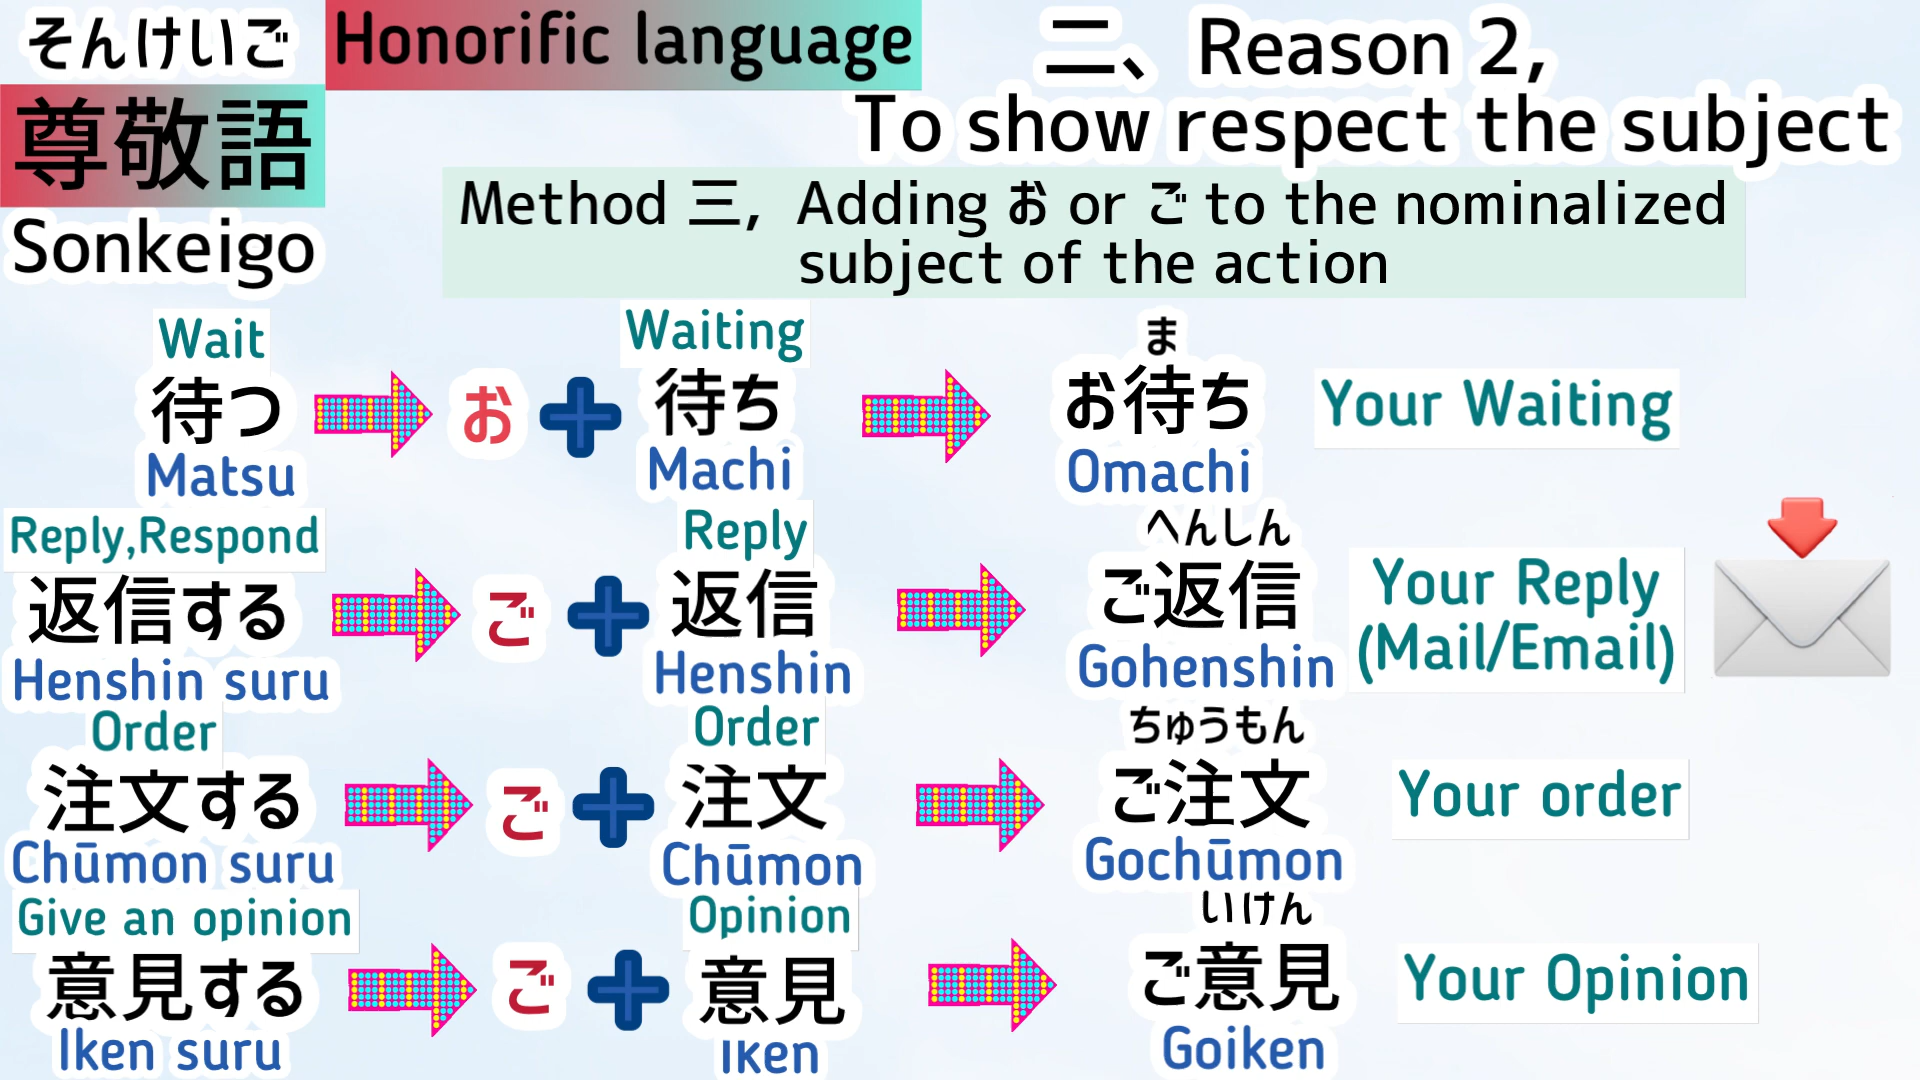 そんけいご
Honorific language
尊敬語
Sonkeigo
二、Reason 2,
To show respect the subject
Method 三, Adding お or ご to the nominalized
subject of the action
Wait
待つ
Matsu
お
Waiting
待ち
Machi
ま
お待ち
Omachi
Your Waiting
Reply,Respond
返信する
Henshin suru
ご
Reply
返信
Henshin
へんしん
ご返信
Gohenshin
Your Reply
(Mail/Email)
Order
注文する
Chūmon suru
ご
Order
注文
Chūmon
ちゅうもん
ご注文
Gochūmon
Your order
Give an opinion
意見する
Iken suru
ご
Opinion
意見
Iken
いけん
ご意見
Goiken
Your Opinion